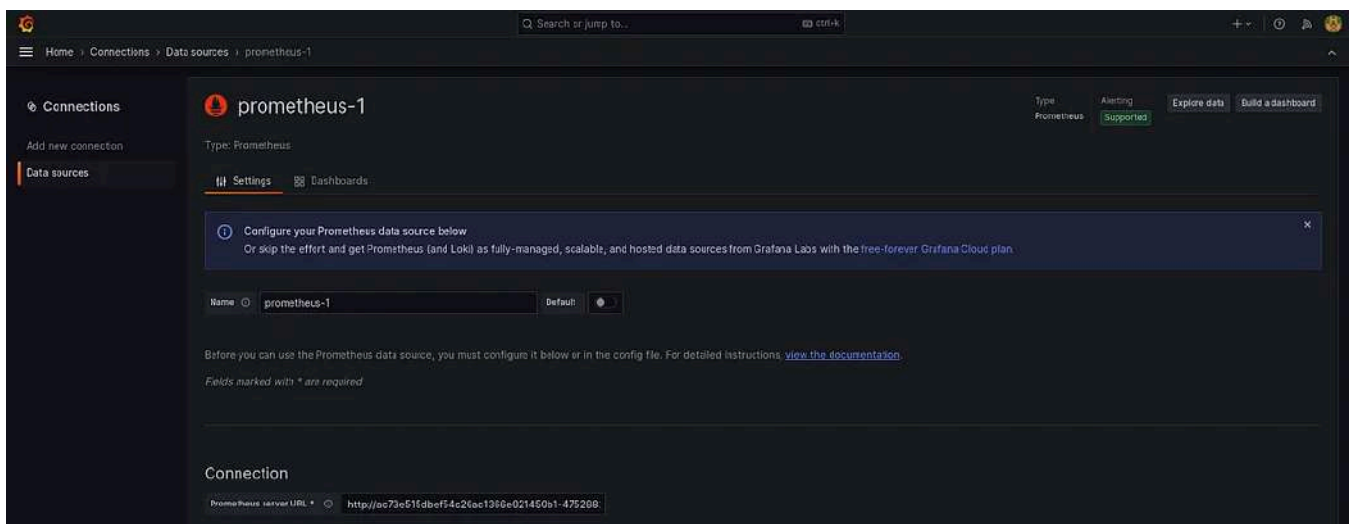 Search or jump to...
ctrl+k
Home › Connections › Data sources › prometheus-1
Connections
Add new connection
Data sources
prometheus-1
Type: Prometheus
Type
Prometheus
Alerting
Supported
Explore data
Build a dashboard
Settings
Dashboards
Configure your Prometheus data source below
Or skip the effort and get Prometheus (and Loki) as fully-managed, scalable, and hosted data sources from Grafana Labs with the free-forever Grafana Cloud plan
Name
prometheus-1
Default
Before you can use the Prometheus data source, you must configure it below or in the config file. For detailed instructions, view the documentation.
Fields marked with * are required
Connection
Prometheus server URL *